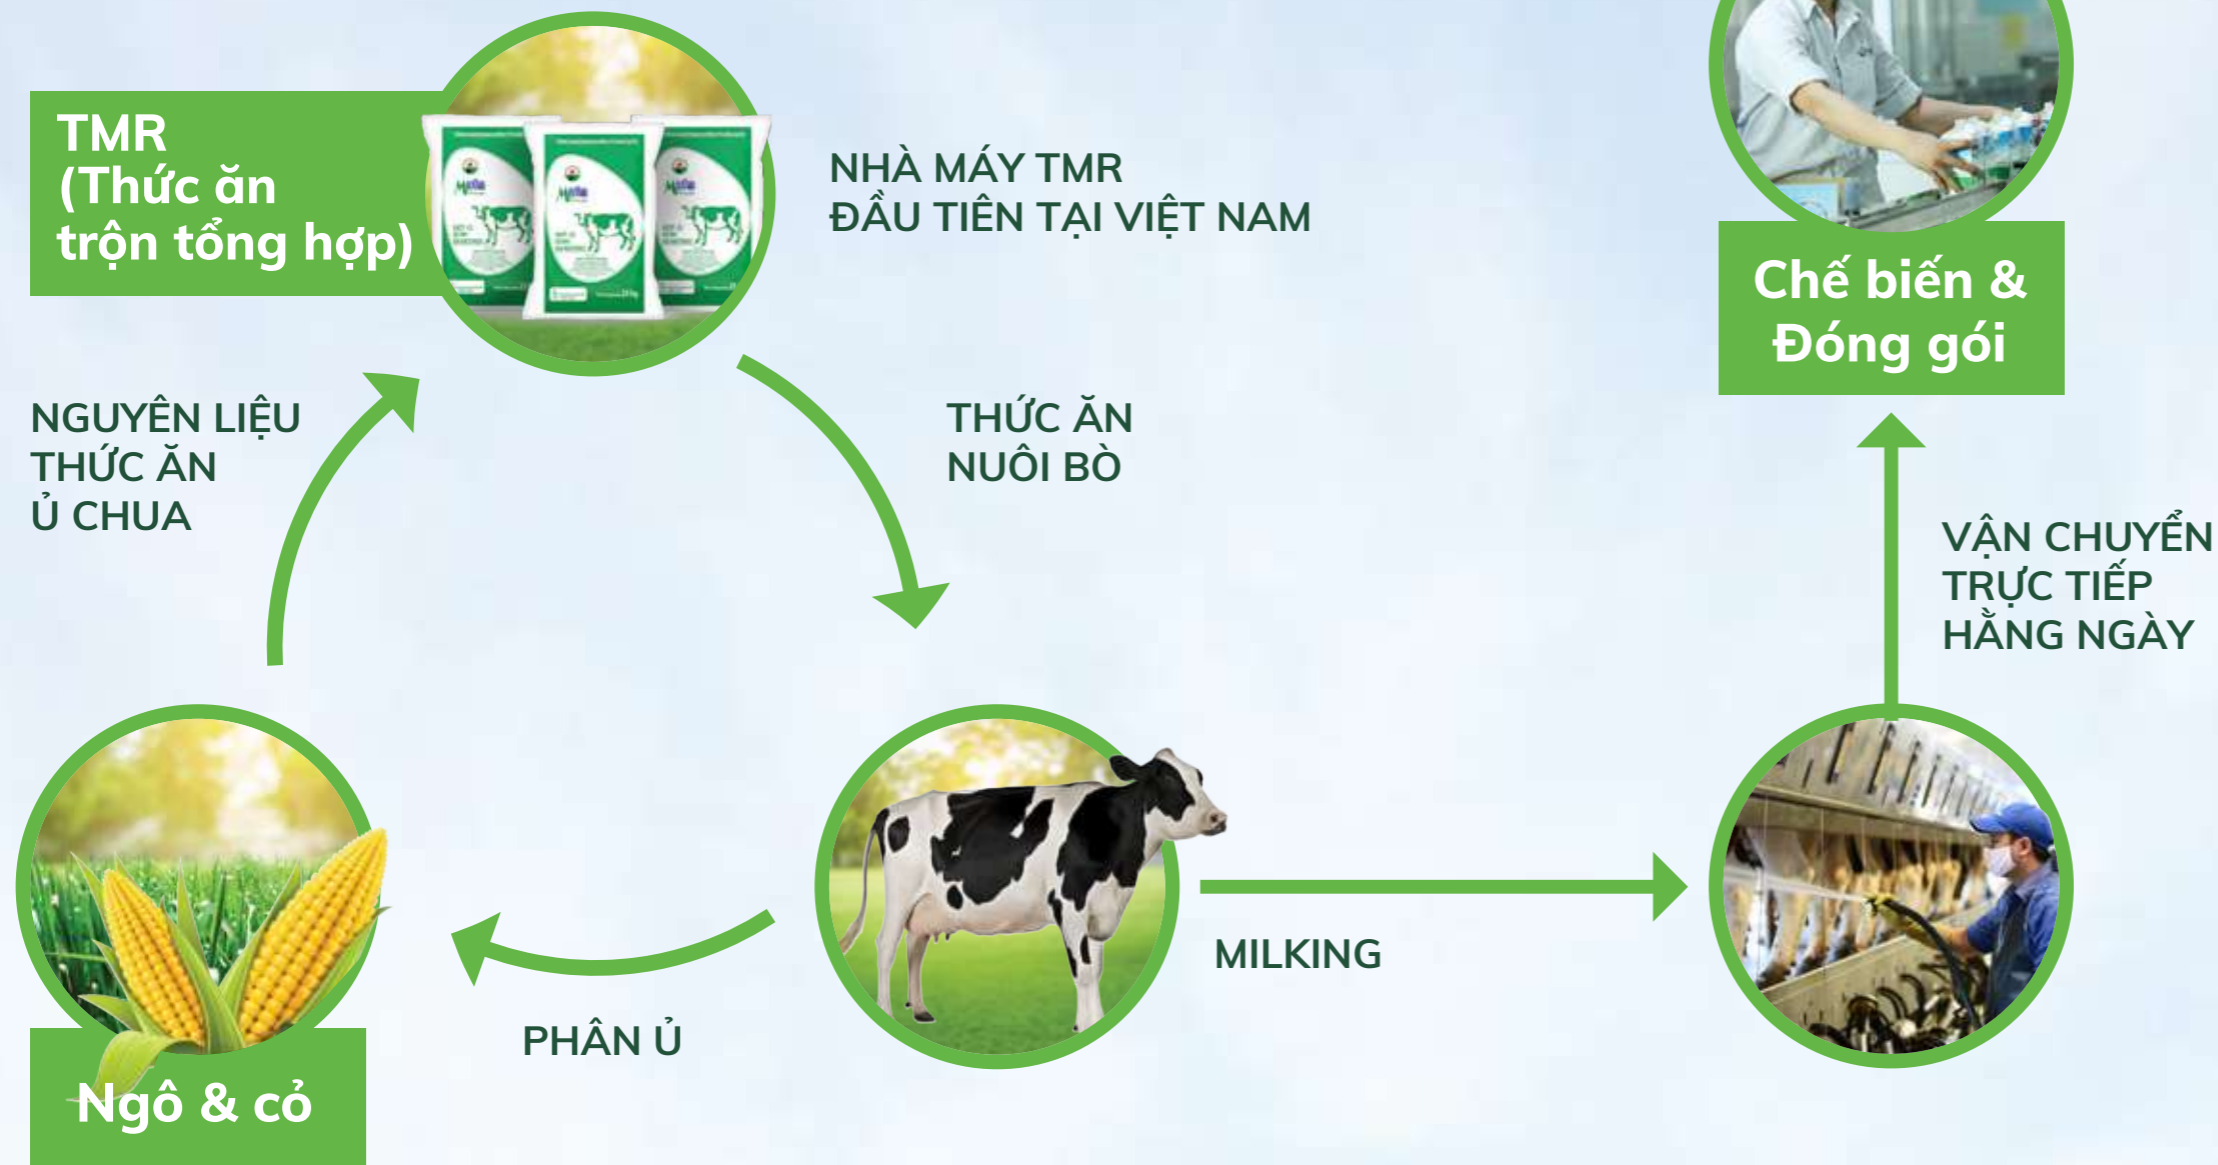 TMR
(Thức ăn
trộn tổng hợp)
NHÀ MÁY TMR
ĐẦU TIÊN TẠI VIỆT NAM
Chế biến &
Đóng gói
NGUYÊN LIỆU
THỨC ĂN
Ủ CHUA
THỨC ĂN
NUÔI BÒ
VẬN CHUYỂN
TRỰC TIẾP
HẰNG NGÀY
MILKING
PHÂN Ủ
Ngô & cỏ